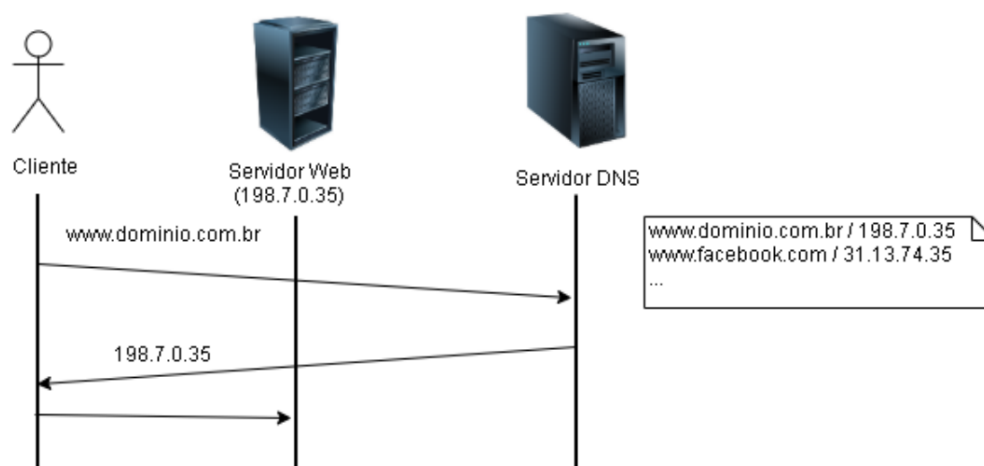 Cliente
Servidor Web
(198.7.0.35)
Servidor DNS
www.dominio.com.br
www.dominio.com.br / 198.7.0.35
www.facebook.com / 31.13.74.35
...
198.7.0.35